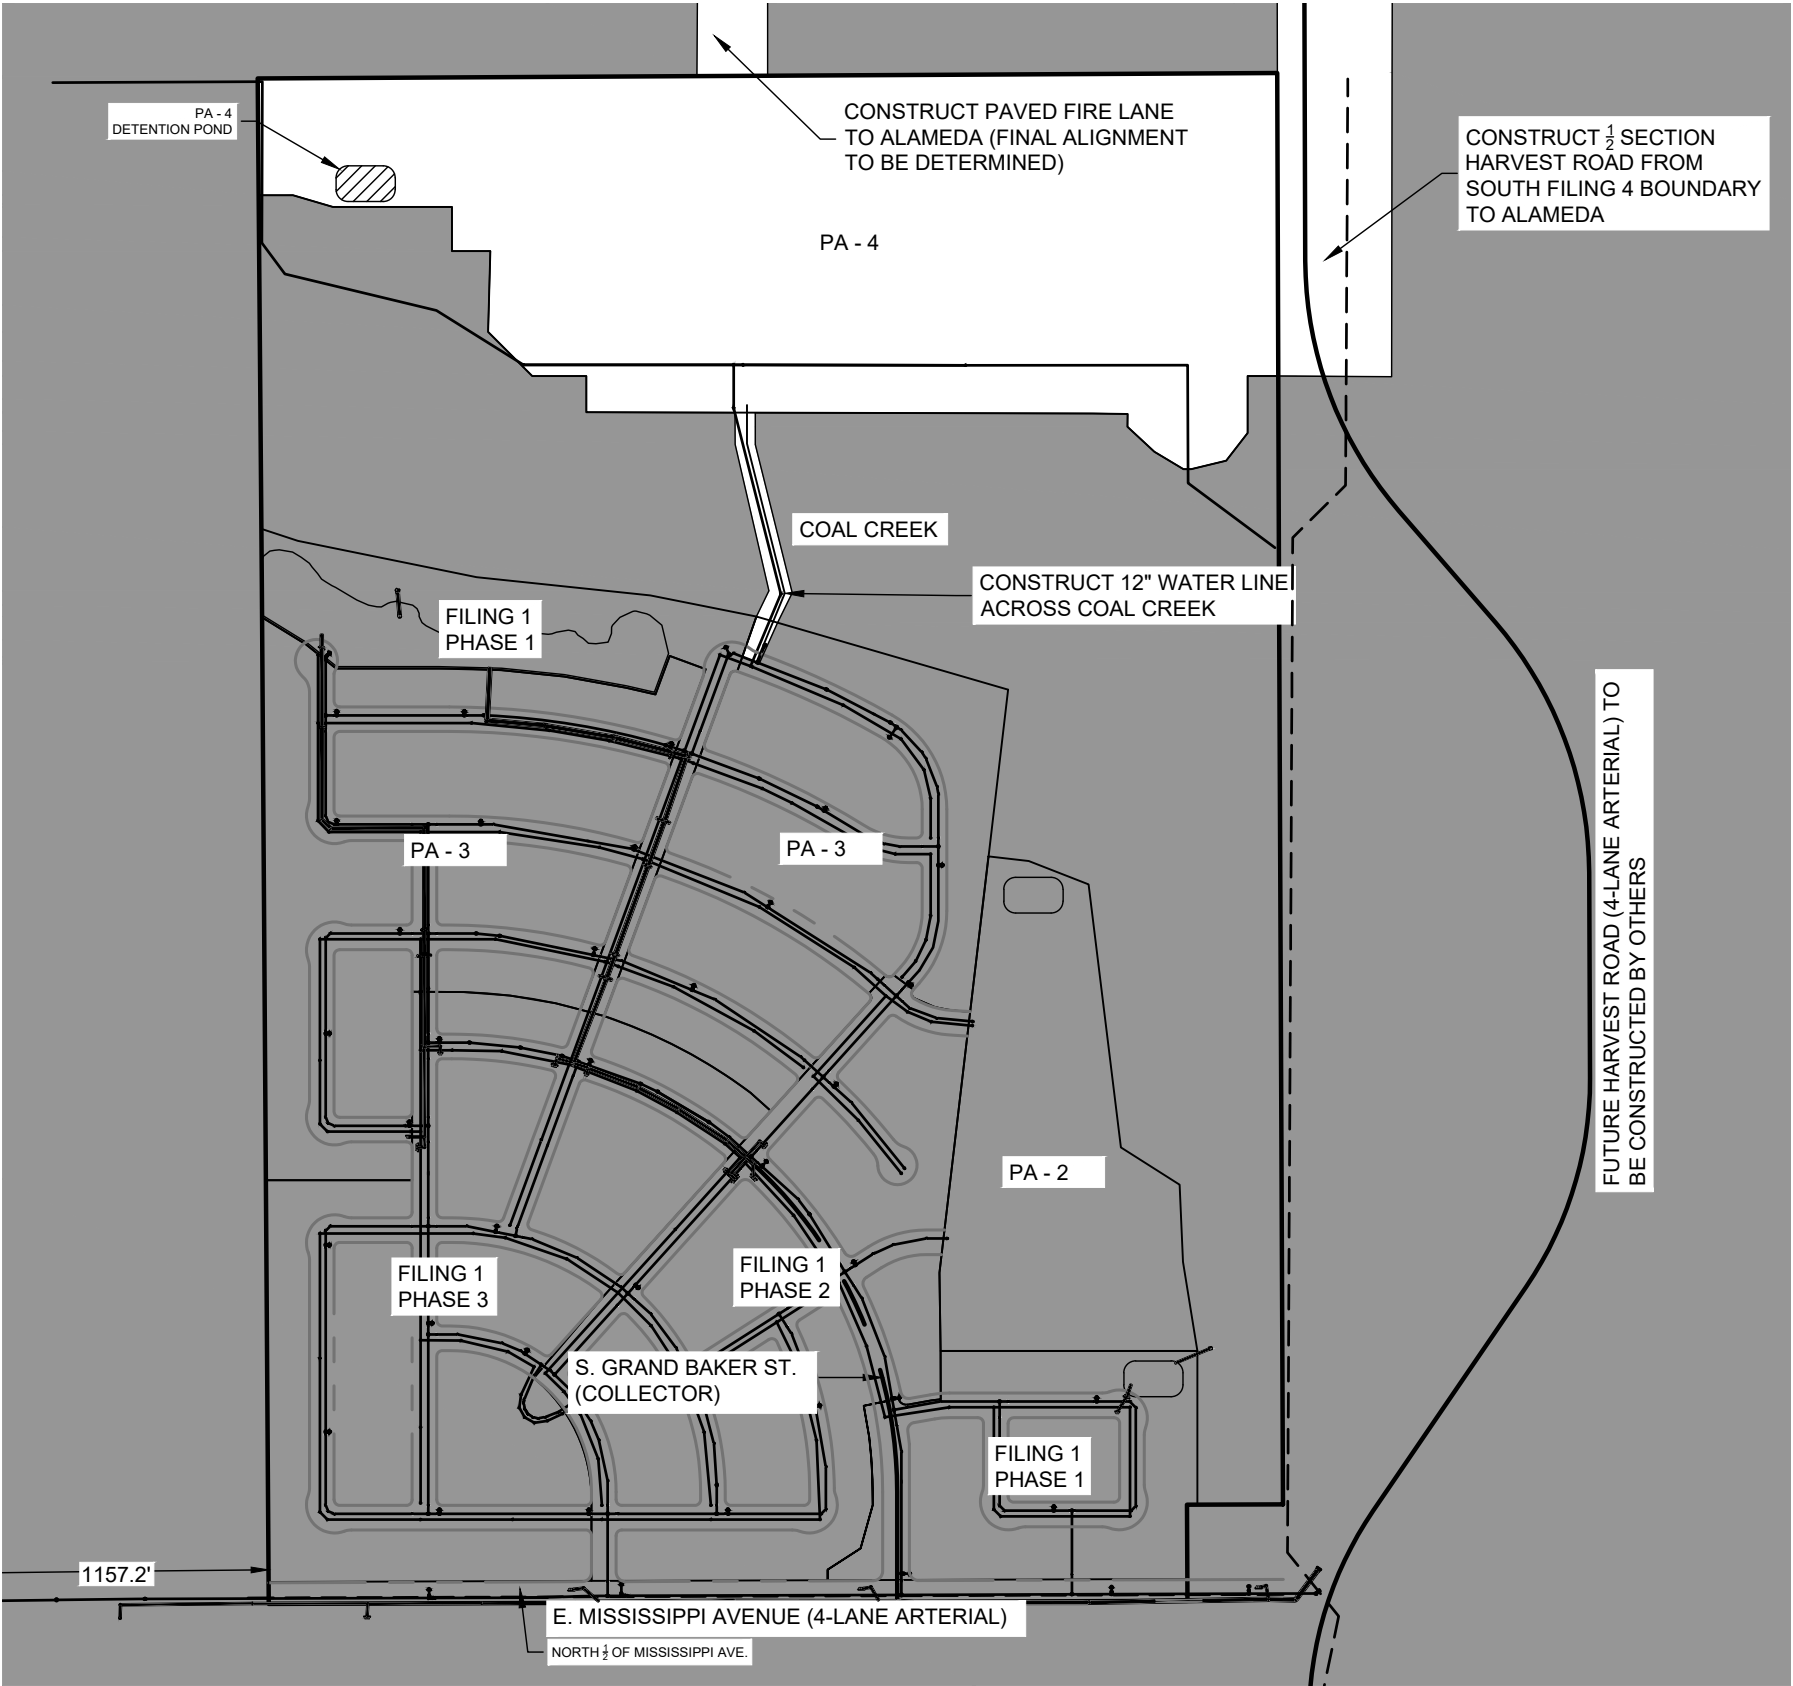 PA - 4
DETENTION POND
CONSTRUCT PAVED FIRE LANE
TO ALAMEDA (FINAL ALIGNMENT
TO BE DETERMINED)
CONSTRUCT ½ SECTION
HARVEST ROAD FROM
SOUTH FILING 4 BOUNDARY
TO ALAMEDA
PA - 4
COAL CREEK
CONSTRUCT 12" WATER LINE
ACROSS COAL CREEK
FILING 1
PHASE 1
FUTURE HARVEST ROAD (4-LANE ARTERIAL) TO
BE CONSTRUCTED BY OTHERS
PA - 3
PA - 3
PA - 2
FILING 1
PHASE 3
FILING 1
PHASE 2
S. GRAND BAKER ST.
(COLLECTOR)
FILING 1
PHASE 1
1157.2'
E. MISSISSIPPI AVENUE (4-LANE ARTERIAL)
NORTH ½ OF MISSISSIPPI AVE.